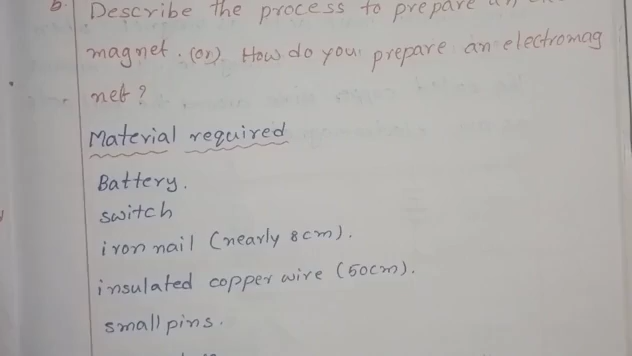 6. Describe the process to prepare an
magnet. (or). How do you prepare an electromag
net?
Material required
Battery.
switch
iron nail (nearly 8cm).
insulated copper wire (50cm).
small pins.